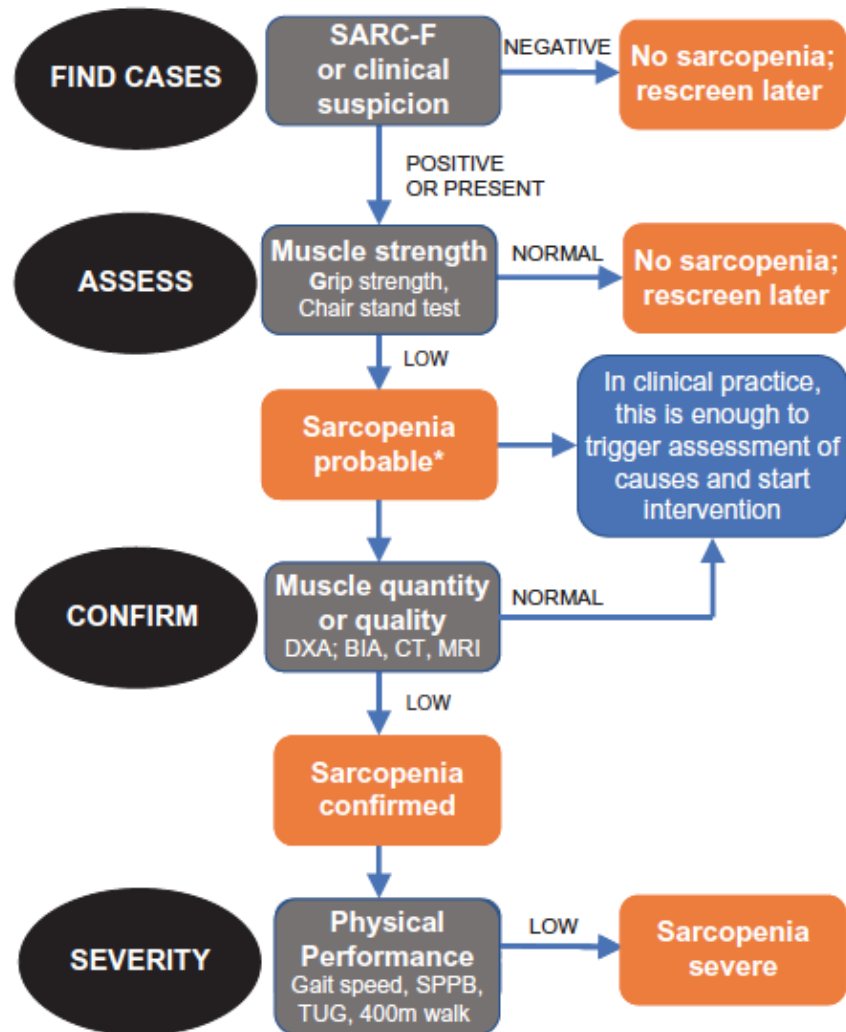 FIND CASES
SARC-F
or clinical
suspicion
NEGATIVE
No sarcopenia;
rescreen later
POSITIVE
OR PRESENT
ASSESS
Muscle strength
Grip strength,
Chair stand test
NORMAL
No sarcopenia;
rescreen later
LOW
Sarcopenia
probable*
In clinical practice,
this is enough to
trigger assessment of
causes and start
intervention
CONFIRM
Muscle quantity
or quality
DXA; BIA, CT, MRI
NORMAL
LOW
Sarcopenia
confirmed
SEVERITY
Physical
Performance
Gait speed, SPPB,
TUG, 400m walk
LOW
Sarcopenia
severe